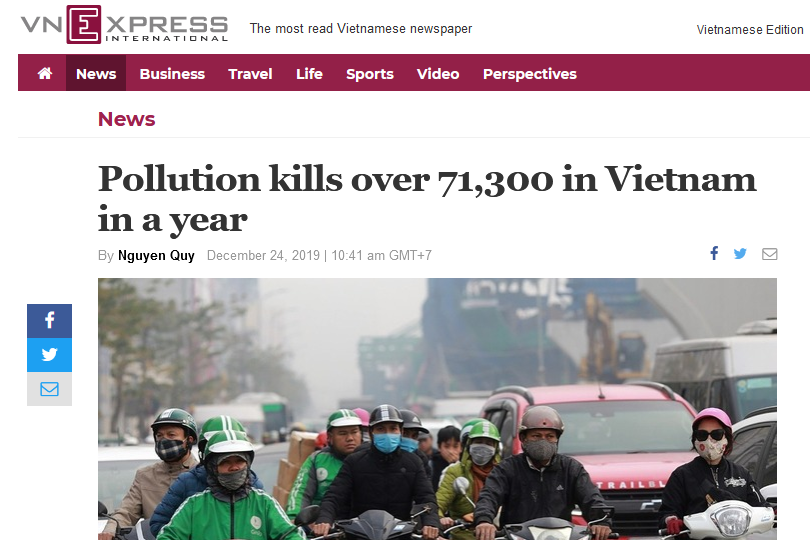 VNEXPRESS
INTERNATIONAL
The most read Vietnamese newspaper
Vietnamese Edition
News Business Travel Life Sports Video Perspectives
News
Pollution kills over 71,300 in Vietnam
in a year
By Nguyen Quy December 24, 2019 | 10:41 am GMT+7